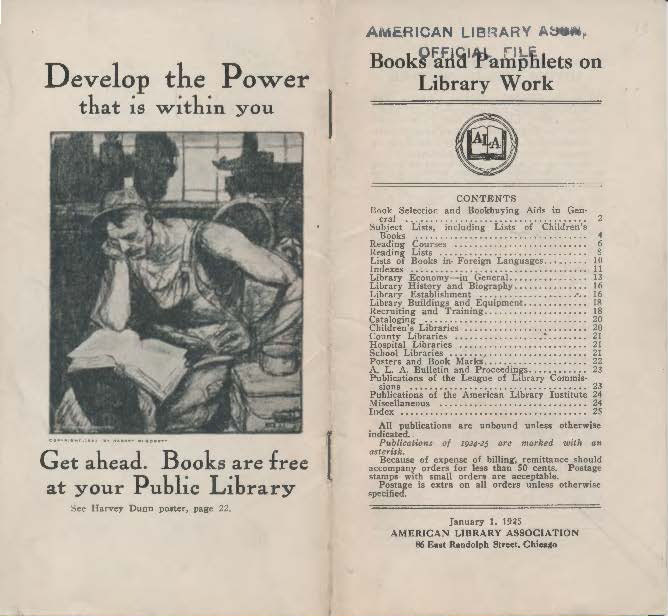 Develop the Power
that is within you
Get ahead. Books are free
at your Public Library
See Harvey Dunn poster, page 22.
AMERICAN LIBRARY ASSN.
OFFICIAL FILE
Books and Pamphlets on
Library Work
ALA
CONTENTS
Book Selection and Bookbuying Aids in Gen-
eral ........................................ 2
Subject Lists, including Lists of Children's
Books ...................................... 4
Reading Courses ............................ 6
Reading Lists .............................. 8
Lists of Books in Foreign Languages......... 10
Indexes .................................... 11
Library Economy—in General.................. 13
Library History and Biography............... 16
Library Establishment ...................... 16
Library Buildings and Equipment............. 18
Recruiting and Training..................... 18
Cataloging ................................. 20
Children's Libraries ....................... 20
County Libraries ........................... 21
Hospital Libraries ......................... 21
School Libraries ........................... 21
Posters and Book Marks...................... 22
A. L. A. Bulletin and Proceedings............ 23
Publications of the League of Library Commis-
sions ...................................... 23
Publications of the American Library Institute 24
Miscellaneous .............................. 24
Index ...................................... 25
All publications are unbound unless otherwise
indicated.
Publications of 1924-25 are marked with an
asterisk.
Because of expense of billing, remittance should
accompany orders for less than 50 cents. Postage
stamps with small orders are acceptable.
Postage is extra on all orders unless otherwise
specified.
January 1, 1925
AMERICAN LIBRARY ASSOCIATION
86 East Randolph Street, Chicago